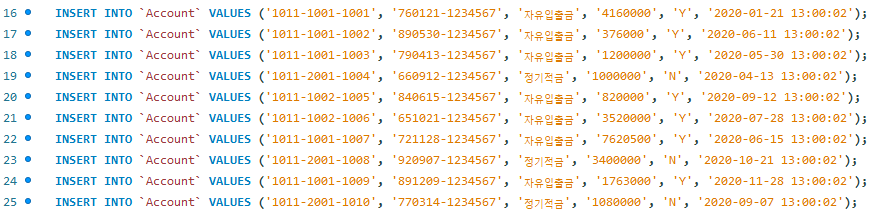 16 INSERT INTO `Account` VALUES ('1011-1001-1001', '760121-1234567', '자유입출금', '4160000', 'Y', '2020-01-21 13:00:02');
17 INSERT INTO `Account` VALUES ('1011-1001-1002', '890530-1234567', '자유입출금', '376000', 'Y', '2020-06-11 13:00:02');
18 INSERT INTO `Account` VALUES ('1011-1001-1003', '790413-1234567', '자유입출금', '1200000', 'Y', '2020-05-30 13:00:02');
19 INSERT INTO `Account` VALUES ('1011-2001-1004', '660912-1234567', '정기적금', '1000000', 'N', '2020-04-13 13:00:02');
20 INSERT INTO `Account` VALUES ('1011-1002-1005', '840615-1234567', '자유입출금', '820000', 'Y', '2020-09-12 13:00:02');
21 INSERT INTO `Account` VALUES ('1011-1002-1006', '651021-1234567', '자유입출금', '3520000', 'Y', '2020-07-28 13:00:02');
22 INSERT INTO `Account` VALUES ('1011-1001-1007', '721128-1234567', '자유입출금', '7620500', 'Y', '2020-06-15 13:00:02');
23 INSERT INTO `Account` VALUES ('1011-2001-1008', '920907-1234567', '정기적금', '3400000', 'N', '2020-10-21 13:00:02');
24 INSERT INTO `Account` VALUES ('1011-1001-1009', '891209-1234567', '자유입출금', '1763000', 'Y', '2020-11-28 13:00:02');
25 INSERT INTO `Account` VALUES ('1011-2001-1010', '770314-1234567', '정기적금', '1080000', 'N', '2020-09-07 13:00:02');